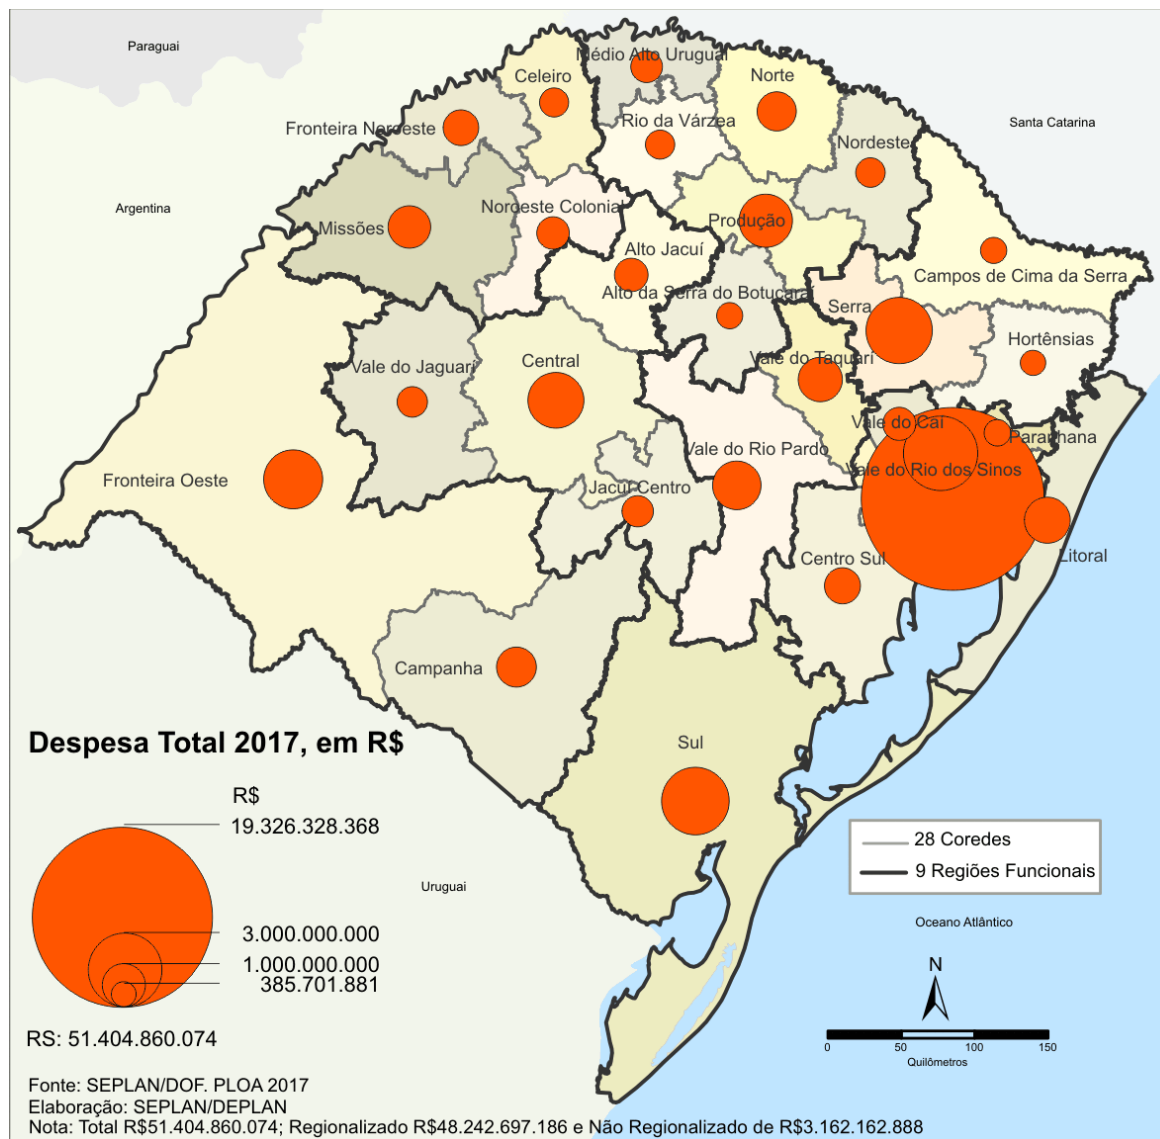 Paraguai
Médio Alto Uruguai
Celeiro
Norte
Fronteira Noroeste
Rio da Várzea
Santa Catarina
Nordeste
Argentina
Noroeste Colonial
Missões
Produção
Alto Jacuí
Campos de Cima da Serra
Alto da Serra do Botucaraí
Serra
Hortênsias
Vale do Jaguarí
Central
Vale do Taquarí
Vale do Caí
Paranhana
Vale do Rio Pardo
Vale do Rio dos Sinos
Fronteira Oeste
Jacuí Centro
Centro Sul
Litoral
Campanha
Sul
Despesa Total 2017, em R$
R$
19.326.328.368
3.000.000.000
1.000.000.000
385.701.881
RS: 51.404.860.074
28 Coredes
9 Regiões Funcionais
Uruguai
Oceano Atlântico
N
0 50 100 150
Quilômetros
Fonte: SEPLAN/DOF. PLOA 2017
Elaboração: SEPLAN/DEPLAN
Nota: Total R$51.404.860.074; Regionalizado R$48.242.697.186 e Não Regionalizado de R$3.162.162.888